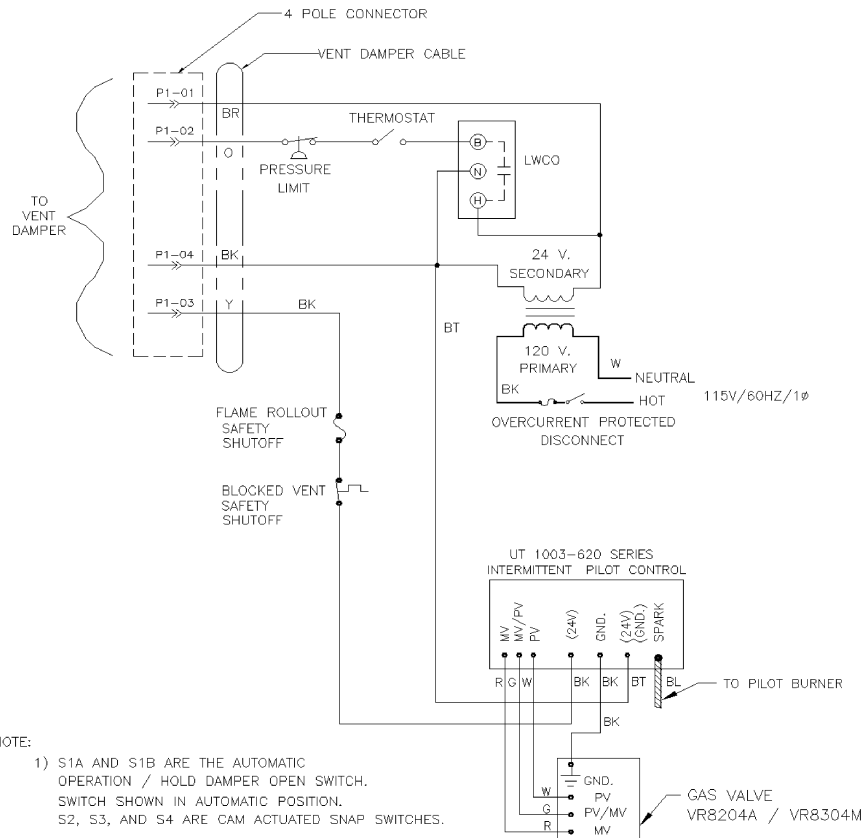 4 POLE CONNECTOR
VENT DAMPER CABLE
P1-01
BR
P1-02
O
THERMOSTAT
PRESSURE
LIMIT
B
N
H
LWCO
TO
VENT
DAMPER
P1-04
BK
P1-03
Y
BK
BT
24 V.
SECONDARY
120 V.
PRIMARY
W
NEUTRAL
BK
HOT
115V/60HZ/1ø
OVERCURRENT PROTECTED
DISCONNECT
FLAME ROLLOUT
SAFETY
SHUTOFF
BLOCKED VENT
SAFETY
SHUTOFF
UT 1003-620 SERIES
INTERMITTENT PILOT CONTROL
MV
MV/PV
PV
(24V)
GND.
(24V)
(GND.)
SPARK
R
G
W
BK
BK
BT
BL
TO PILOT BURNER
BK
NOTE:
1) S1A AND S1B ARE THE AUTOMATIC
OPERATION / HOLD DAMPER OPEN SWITCH.
SWITCH SHOWN IN AUTOMATIC POSITION.
S2, S3, AND S4 ARE CAM ACTUATED SNAP SWITCHES.
GND.
W
PV
G
PV/MV
R
MV
GAS VALVE
VR8204A / VR8304M